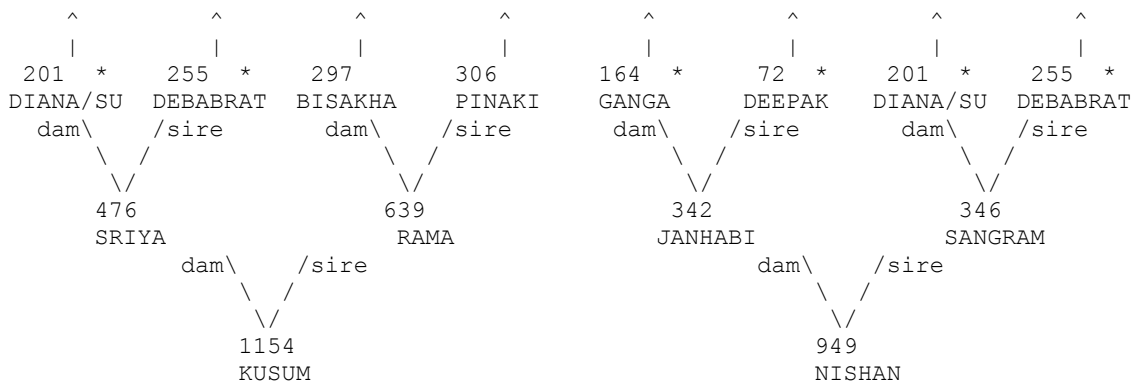 ^ ^ ^ ^ ^ ^ ^ ^
| | | | | | | |
201 * 255 * 297 306 164 * 72 * 201 * 255 *
DIANA/SU DEBABRAT BISAKHA PINAKI GANGA DEEPAK DIANA/SU DEBABRAT
dam\ /sire dam\ /sire dam\ /sire dam\ /sire
\ / \ / \ / \ /
\/ \/ \/ \/
476 639 342 346
SRIYA RAMA JANHABI SANGRAM
dam\ /sire dam\ /sire
\ / \ /
\/ \/
1154 949
KUSUM NISHAN